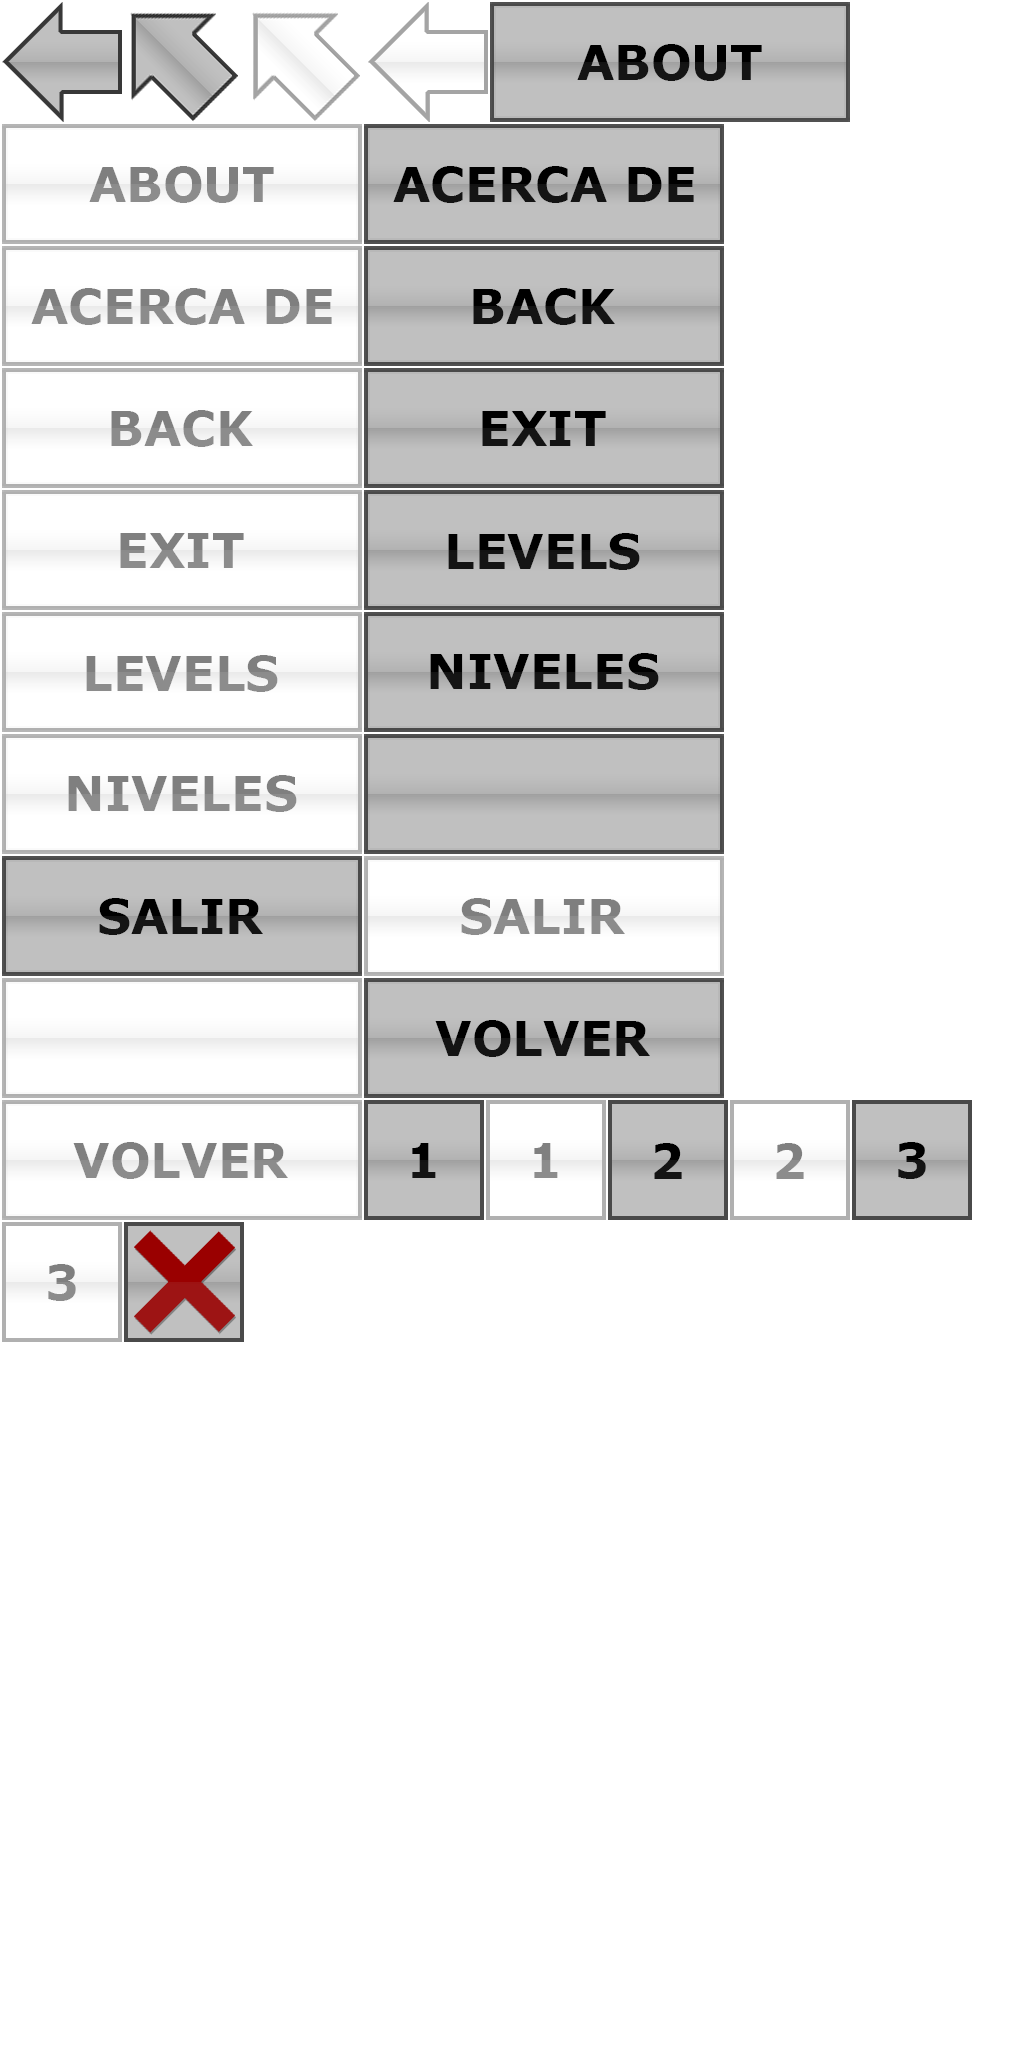 ABOUT
ABOUT ACERCA DE
ACERCA DE BACK
BACK EXIT
EXIT LEVELS
LEVELS NIVELES
NIVELES
SALIR SALIR
VOLVER
VOLVER 1 1 2 2 3
3